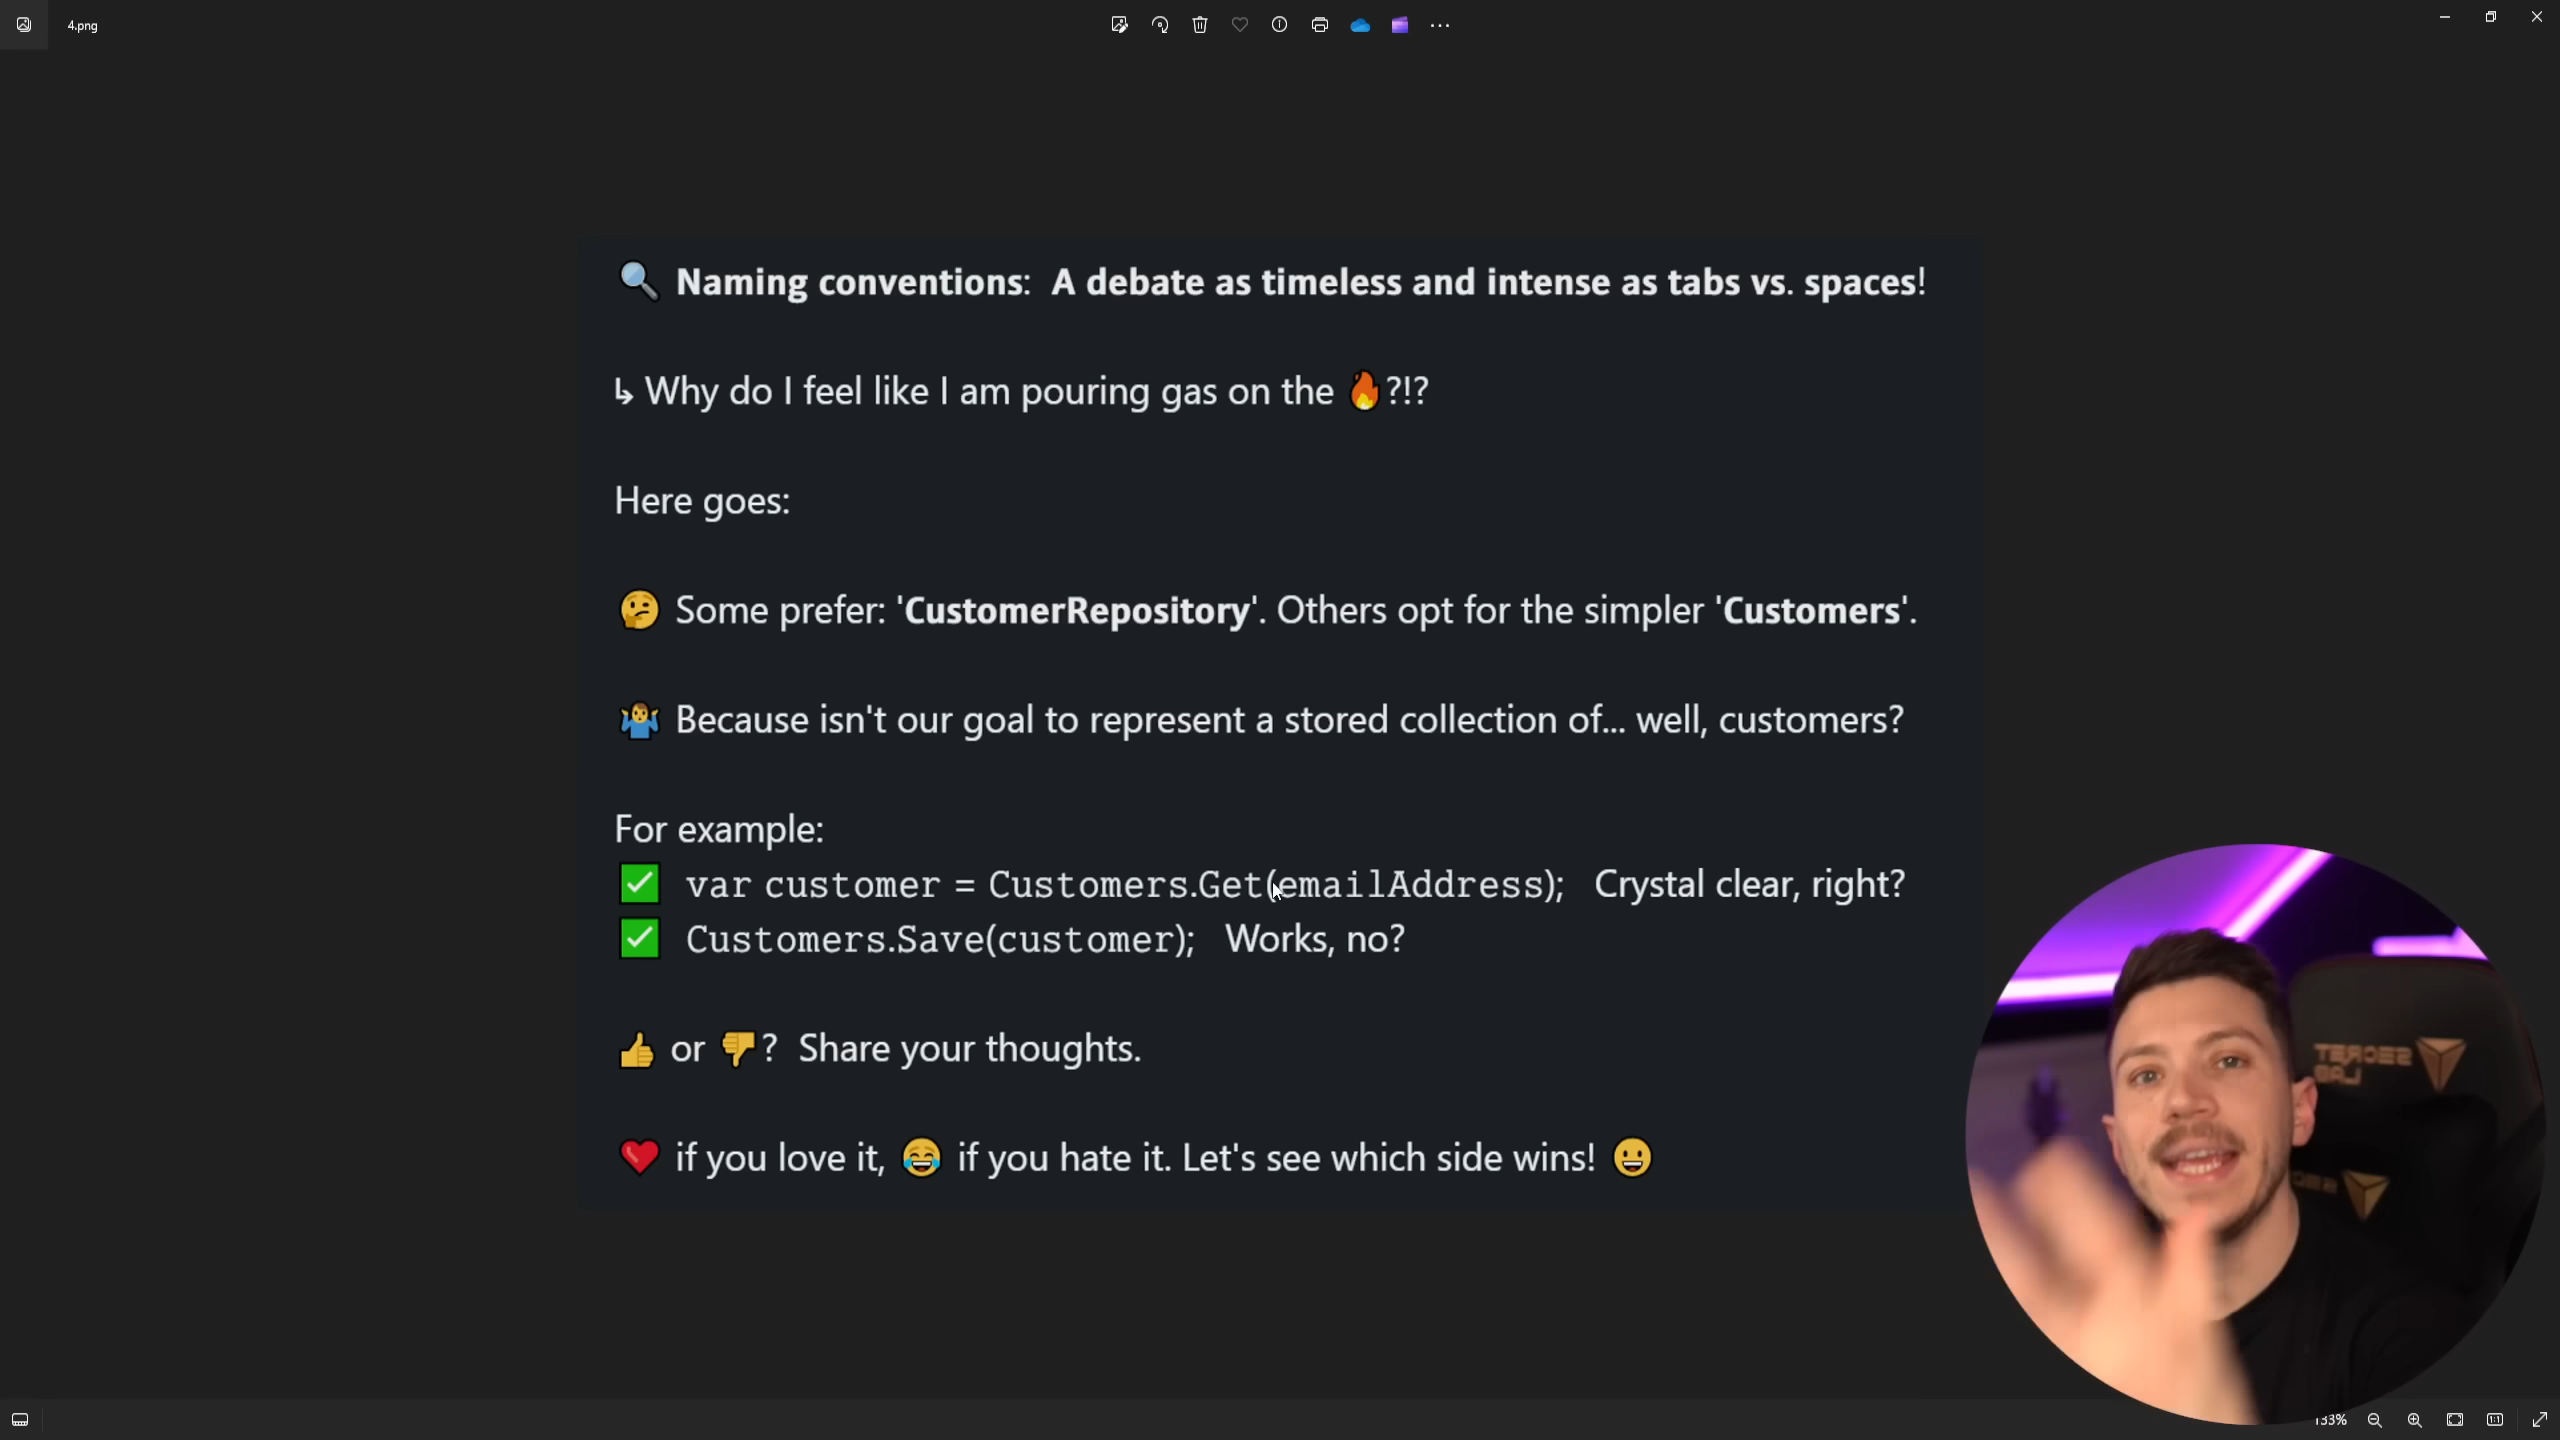 4.png
🔍 Naming conventions: A debate as timeless and intense as tabs vs. spaces!
↳ Why do I feel like I am pouring gas on the 🔥?!?
Here goes:
🤔 Some prefer: 'CustomerRepository'. Others opt for the simpler 'Customers'.
🤷‍♂️ Because isn't our goal to represent a stored collection of... well, customers?
For example:
✅ var customer = Customers.Get(emailAddress); Crystal clear, right?
✅ Customers.Save(customer); Works, no?
👍 or 👎? Share your thoughts.
❤️ if you love it, 😂 if you hate it. Let's see which side wins! 😀
SECRET
LAB
133%